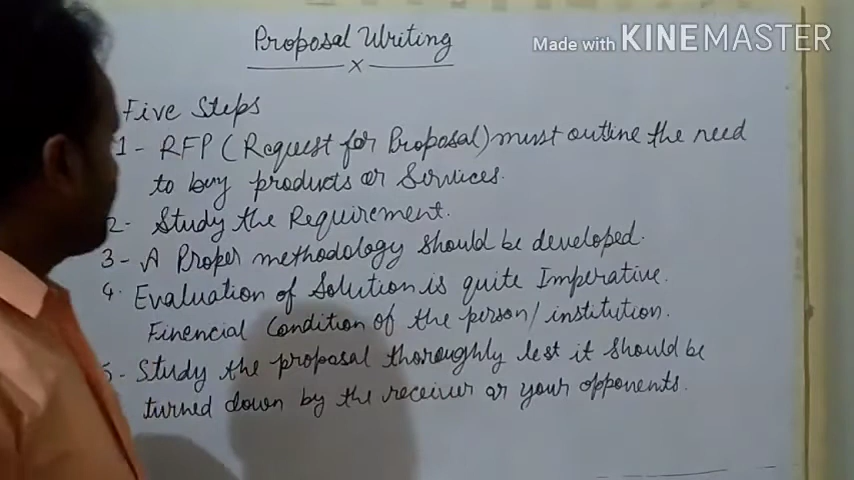 Proposal Writing
Made with KINEMASTER
x
Five Steps
1- RFP (Request for Proposal) must outline the need
to buy products or Services.
2- Study the Requirement.
3- A Proper methodology should be developed.
4. Evaluation of Solution is quite Imperative.
Finencial Condition of the person/institution.
5- Study the proposal thoroughly lest it should be
turned down by the receiver or your opponents.